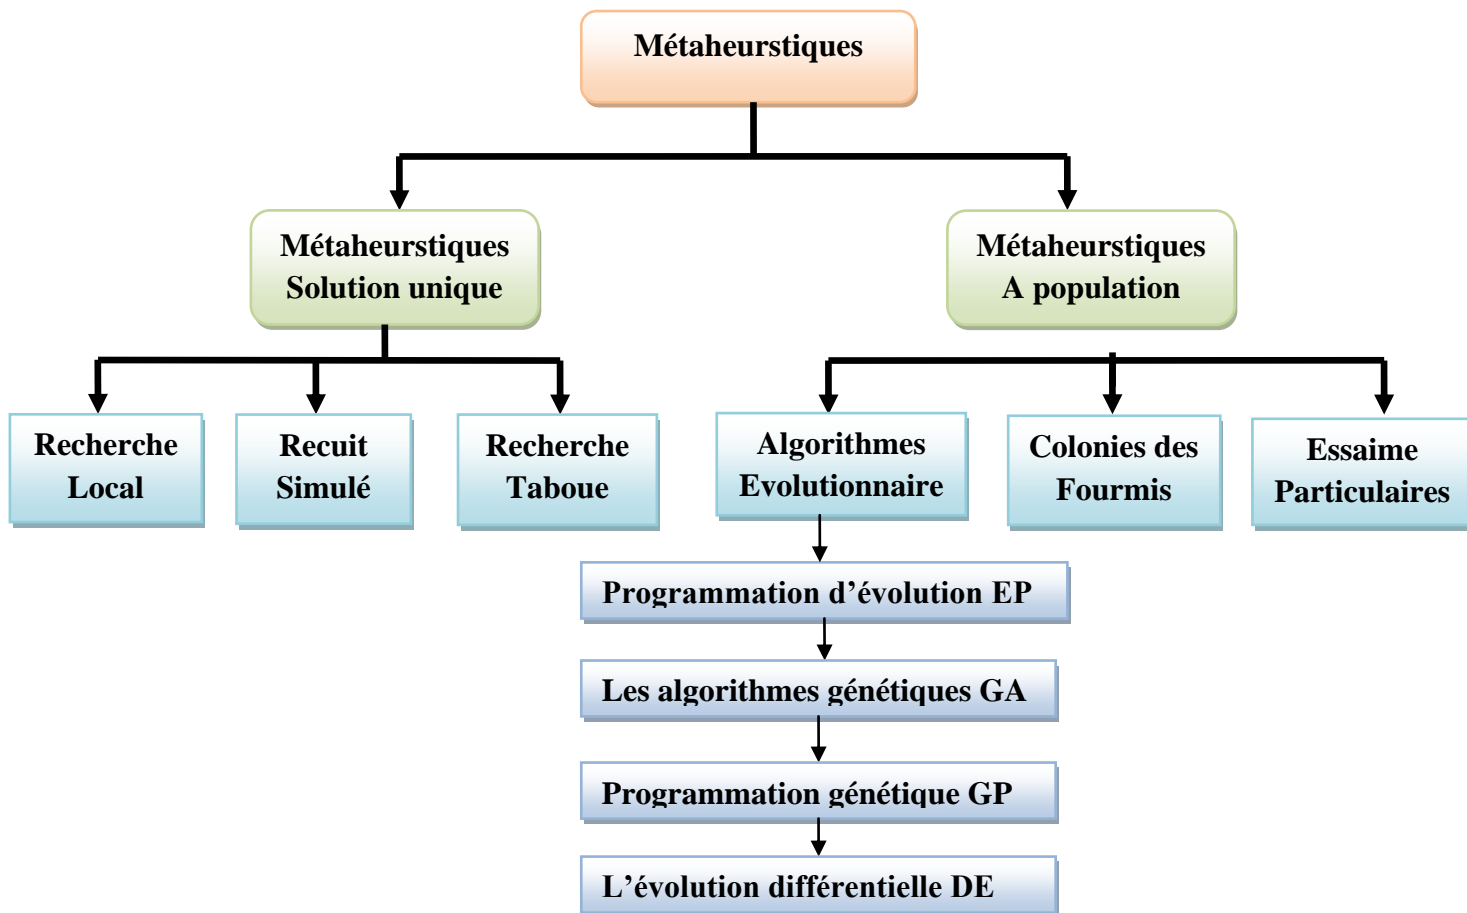 Métaheurstiques
Métaheurstiques
Solution unique
Métaheurstiques
A population
Recherche
Local
Recuit
Simulé
Recherche
Taboue
Algorithmes
Evolutionnaire
Colonies des
Fourmis
Essaime
Particulaires
Programmation d’évolution EP
Les algorithmes génétiques GA
Programmation génétique GP
L’évolution différentielle DE